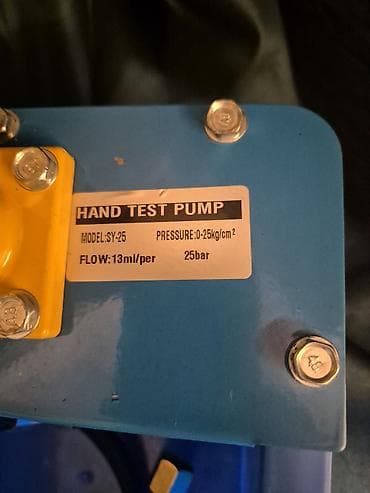 HAND TEST PUMP
MODEL:SY-25 PRESSURE:0-25kg/cm²
FLOW:13ml/per 25bar